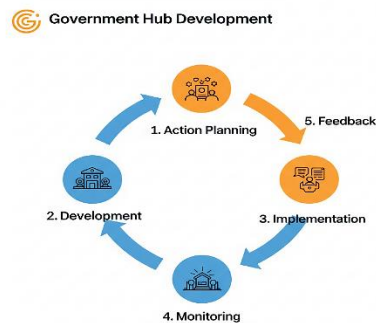 Government Hub Development
1. Action Planning
5. Feedback
2. Development
3. Implementation
4. Monitoring